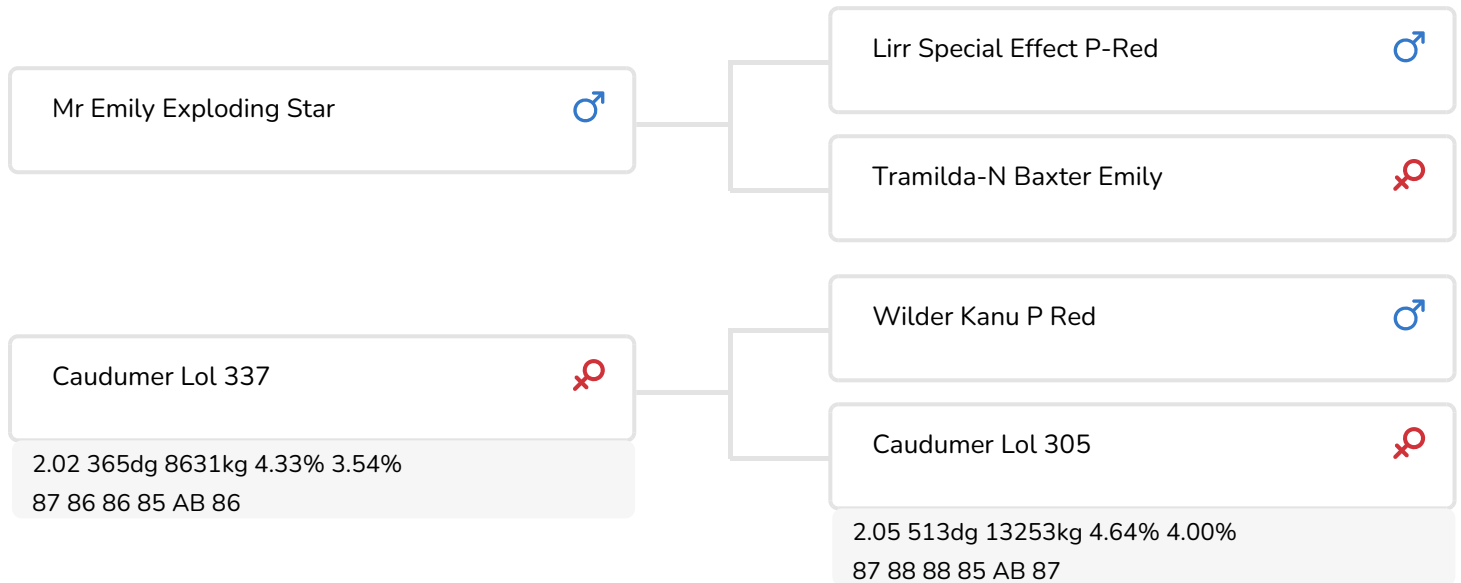 Mr Emily Exploding Star
Lirr Special Effect P-Red
Tramilda-N Baxter Emily
Caudumer Lol 337
2.02 365dg 8631kg 4.33% 3.54%
87 86 86 85 AB 86
Wilder Kanu P Red
Caudumer Lol 305
2.05 513dg 13253kg 4.64% 4.00%
87 88 88 85 AB 87